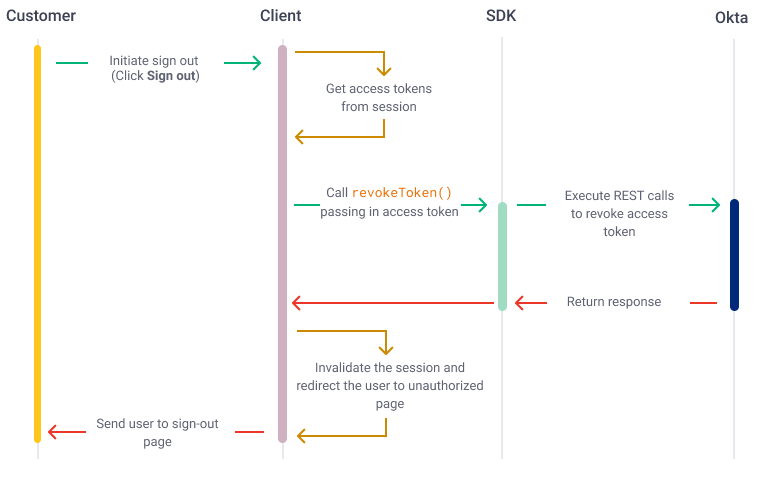 Customer
Client
SDK
Okta
Initiate sign out
(Click Sign out)
Get access tokens
from session
Call revokeToken()
passing in access token
Execute REST calls
to revoke access
token
Return response
Invalidate the session and
redirect the user to unauthorized
page
Send user to sign-out
page